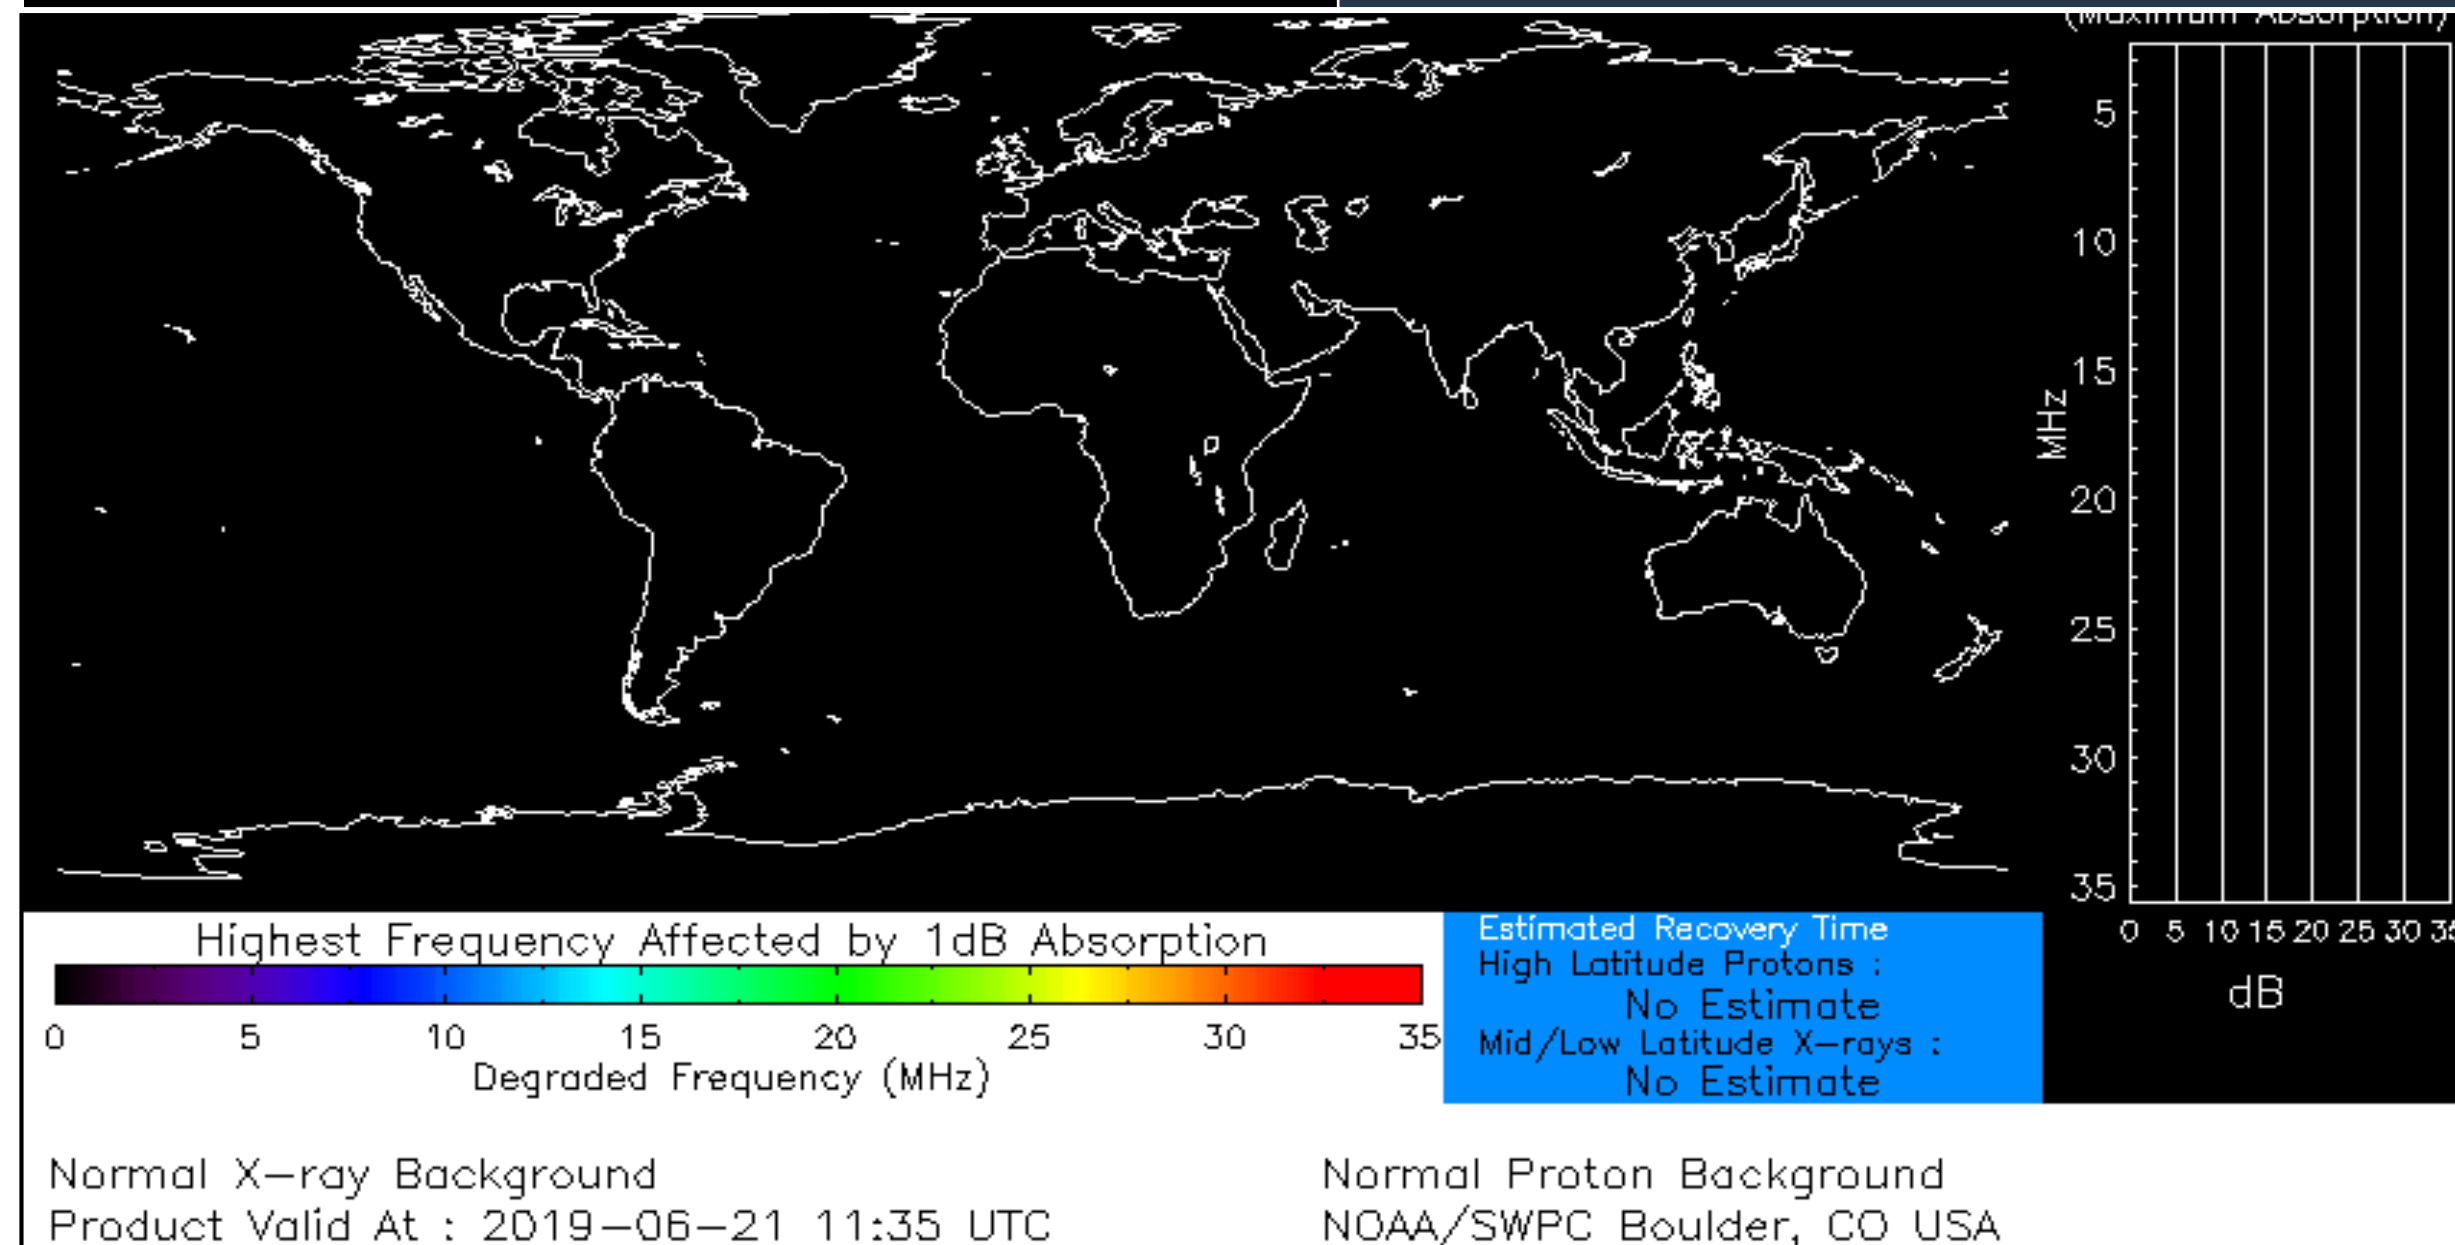 (Maximum Absorption)
5
10
15
20
25
30
35
MHz
0 5 10 15 20 25 30 35
dB
Highest Frequency Affected by 1dB Absorption
0 5 10 15 20 25 30 35
Degraded Frequency (MHz)
Estimated Recovery Time
High Latitude Protons :
No Estimate
Mid/Low Latitude X-rays :
No Estimate
Normal X-ray Background
Normal Proton Background
Product Valid At : 2019-06-21 11:35 UTC
NOAA/SWPC Boulder, CO USA